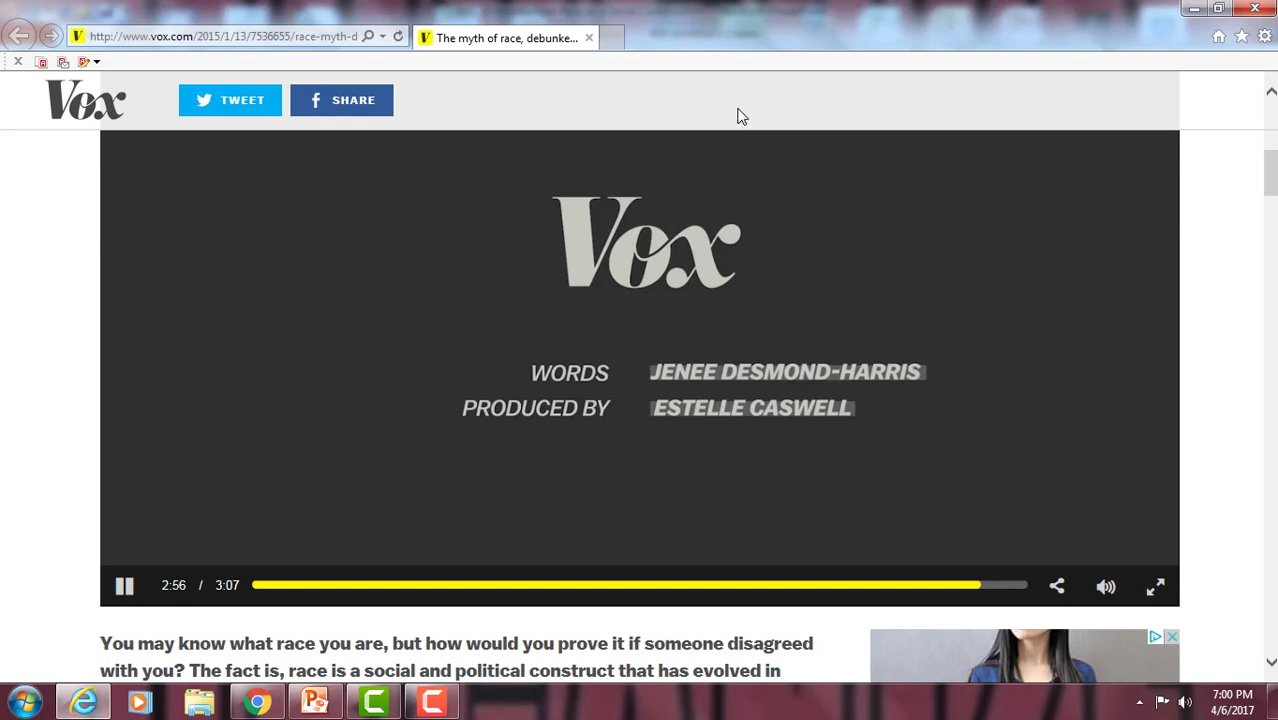 http://www.vox.com/2015/1/13/7536655/race-myth-d
The myth of race, debunke...
Vox
TWEET
SHARE
Vox
WORDS JENEE DESMOND-HARRIS
PRODUCED BY ESTELLE CASWELL
2:56 / 3:07
You may know what race you are, but how would you prove it if someone disagreed
with you? The fact is, race is a social and political construct that has evolved in
7:00 PM
4/6/2017